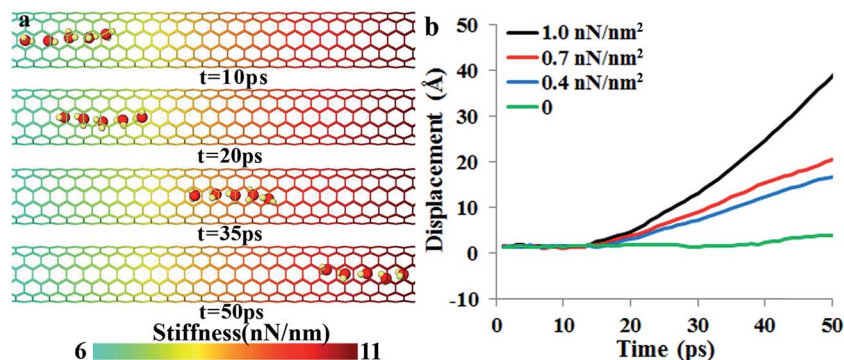 a
t=10ps
t=20ps
t=35ps
t=50ps
Stiffness(nN/nm)
6
11
b
1.0 nN/nm²
0.7 nN/nm²
0.4 nN/nm²
0
Displacement (Å)
50
40
30
20
10
0
-10
0
10
20
30
40
50
Time (ps)